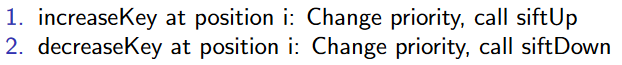 1. increaseKey at position i: Change priority, call siftUp
2. decreaseKey at position i: Change priority, call siftDown